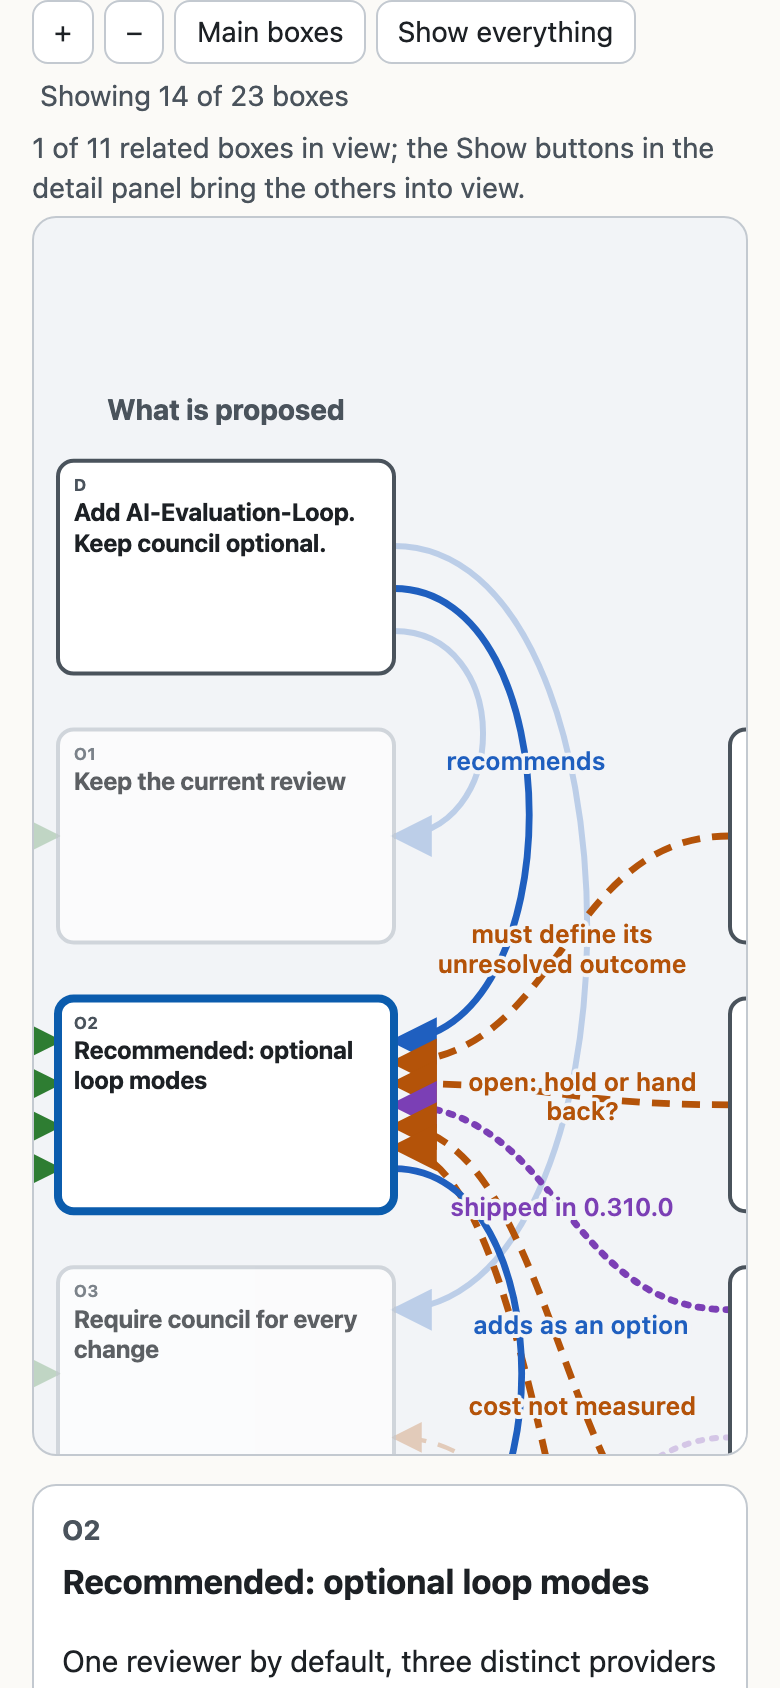 +
−
Main boxes
Show everything
Showing 14 of 23 boxes
1 of 11 related boxes in view; the Show buttons in the
detail panel bring the others into view.
What is proposed
D
Add AI-Evaluation-Loop.
Keep council optional.
O1
Keep the current review
recommends
must define its
unresolved outcome
O2
Recommended: optional
loop modes
open: hold or hand
back?
shipped in 0.310.0
O3
Require council for every
change
adds as an option
cost not measured
O2
Recommended: optional loop modes
One reviewer by default, three distinct providers